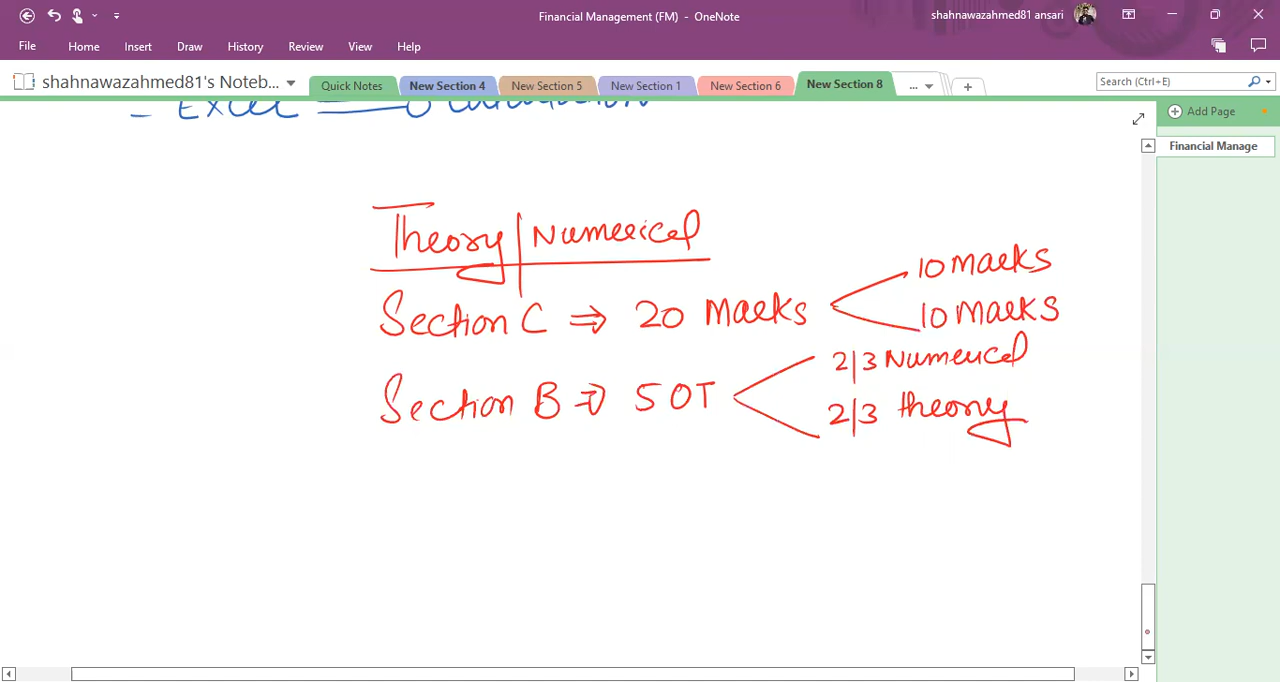 Financial Management (FM) - OneNote
shahnawazahmed81 ansari
File Home Insert Draw History Review View Help
shahnawazahmed81's Noteb...
Quick Notes New Section 4 New Section 5 New Section 1 New Section 6 New Section 8 ...
Search (Ctrl+E)
Add Page
Financial Manage
- Excel
Theory | Numerical
10 Marks
Section C ⇒ 20 Marks
10 Marks
2/3 Numerical
Section B ⇒ 5 OT
2/3 theory